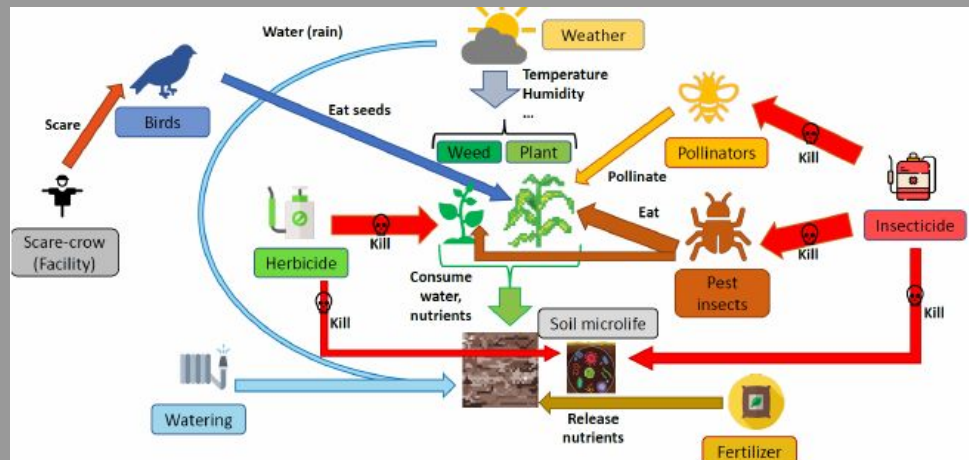 Water (rain)
Weather
Temperature
Humidity
...
Scare
Birds
Eat seeds
Weed
Plant
Pollinators
Kill
Pollinate
Scare-crow
(Facility)
Herbicide
Kill
Eat
Insecticide
Kill
Pest
insects
Consume
water,
nutrients
Kill
Soil microlife
Kill
Watering
Release
nutrients
Fertilizer